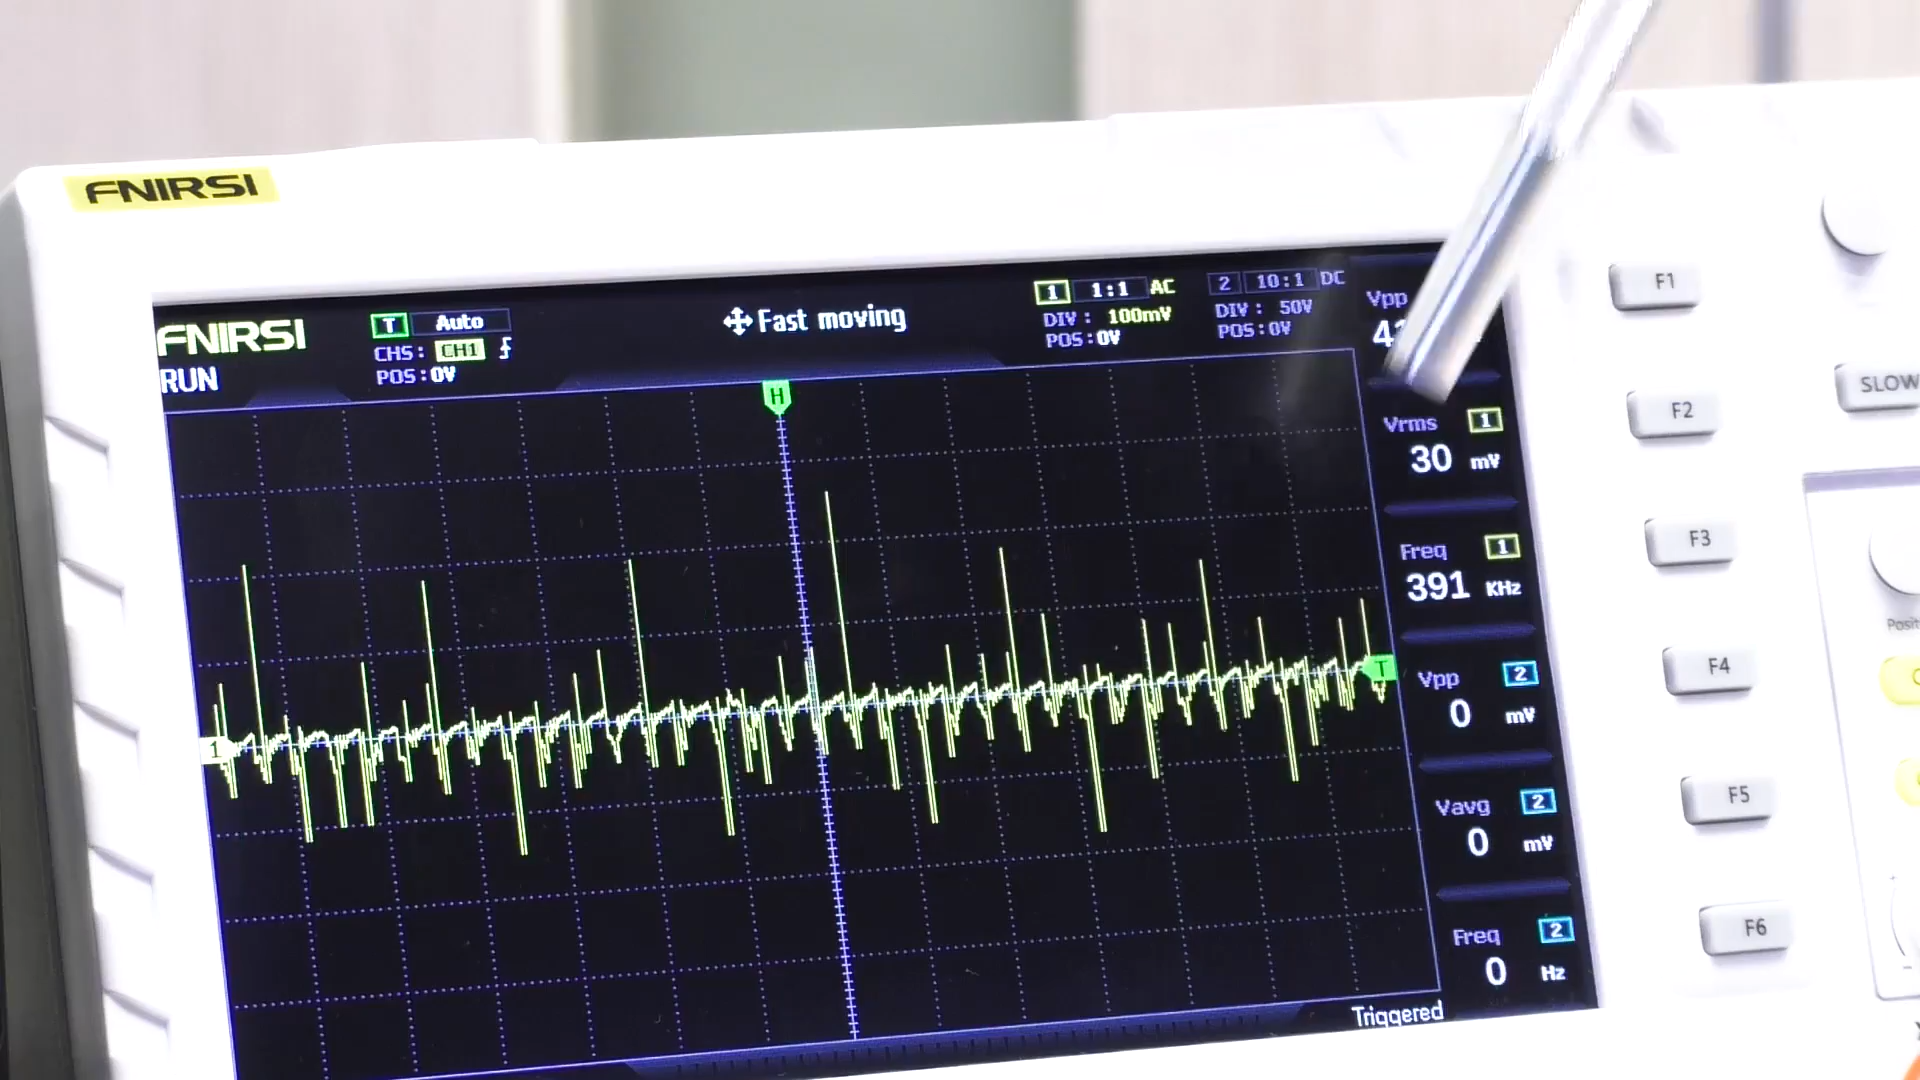 FNIRSI
FNIRSI
RUN
T Auto
CHS: CH1
POS:0V
Fast moving
1 1:1 AC
DIV: 100mV
POS:0V
2 10:1 DC
DIV: 50V
POS:0V
Vpp
H
Vrms 1
30 mV
Freq 1
391 KHz
T
1
Vpp 2
0 mV
Vavg 2
0 mV
Freq 2
0 Hz
Triggered
F1
F2
F3
F4
F5
F6
SLOW